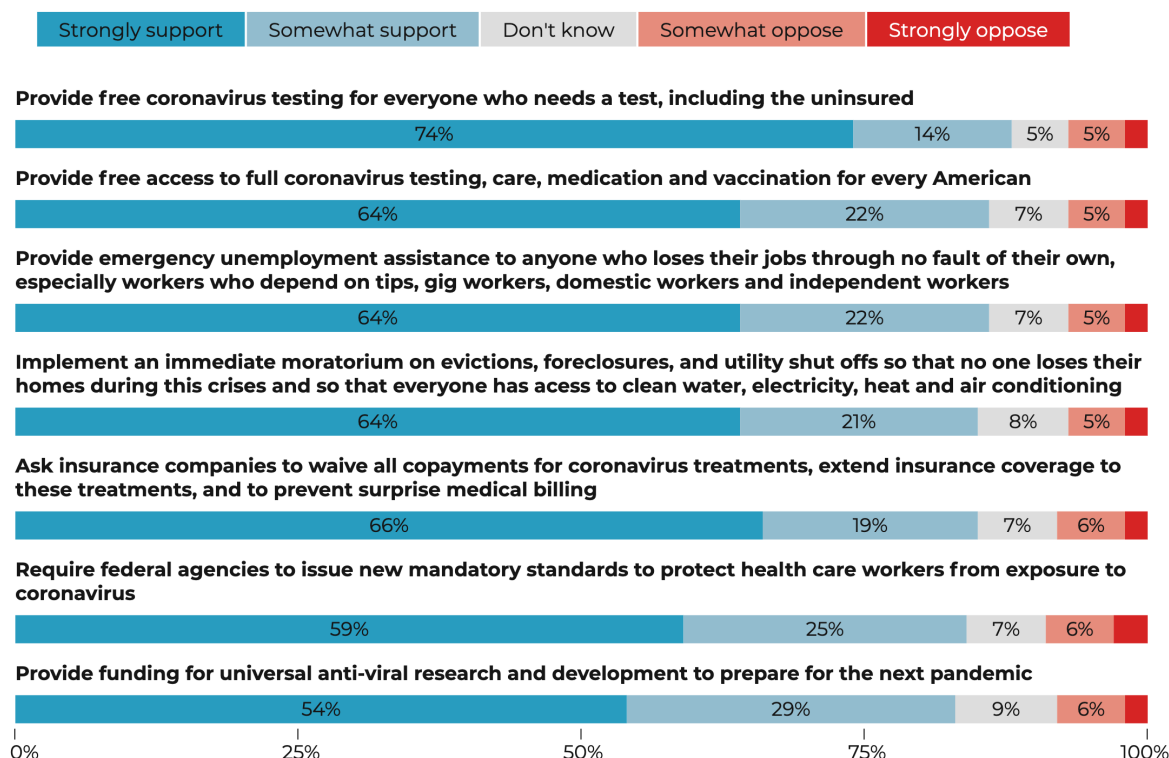 Strongly support Somewhat support Don't know Somewhat oppose Strongly oppose
Provide free coronavirus testing for everyone who needs a test, including the uninsured
74% 14% 5% 5%
Provide free access to full coronavirus testing, care, medication and vaccination for every American
64% 22% 7% 5%
Provide emergency unemployment assistance to anyone who loses their jobs through no fault of their own,
especially workers who depend on tips, gig workers, domestic workers and independent workers
64% 22% 7% 5%
Implement an immediate moratorium on evictions, foreclosures, and utility shut offs so that no one loses their
homes during this crises and so that everyone has acess to clean water, electricity, heat and air conditioning
64% 21% 8% 5%
Ask insurance companies to waive all copayments for coronavirus treatments, extend insurance coverage to
these treatments, and to prevent surprise medical billing
66% 19% 7% 6%
Require federal agencies to issue new mandatory standards to protect health care workers from exposure to
coronavirus
59% 25% 7% 6%
Provide funding for universal anti-viral research and development to prepare for the next pandemic
54% 29% 9% 6%
0% 25% 50% 75% 100%